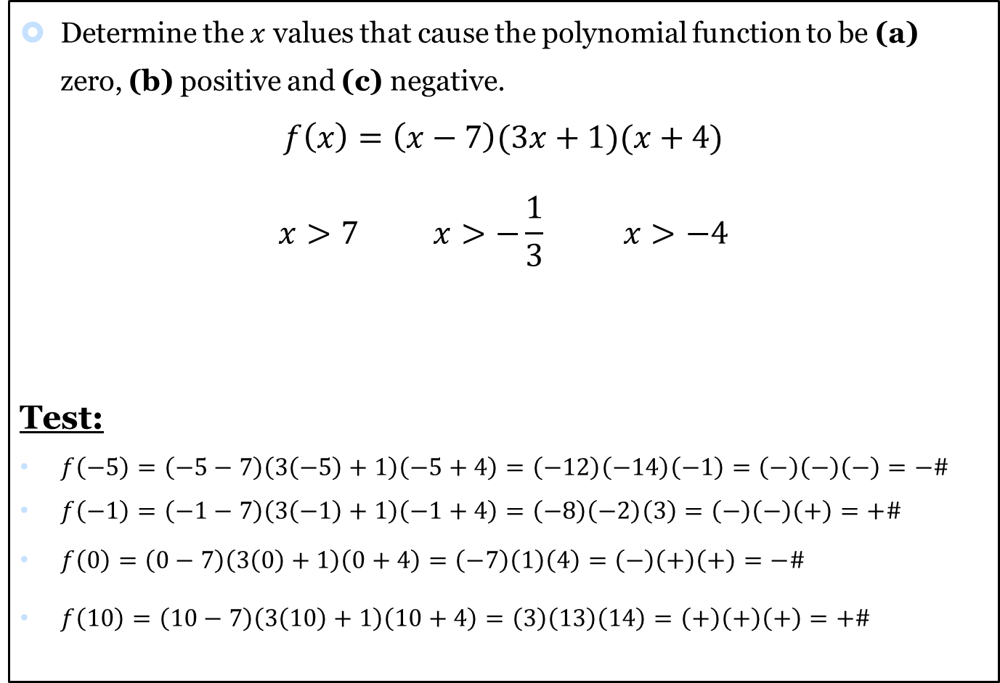 Determine the x values that cause the polynomial function to be (a)
zero, (b) positive and (c) negative.
f(x) = (x − 7)(3x + 1)(x + 4)
x > 7 x > −1/3 x > −4
Test:
• f(−5) = (−5 − 7)(3(−5) + 1)(−5 + 4) = (−12)(−14)(−1) = (−)(−)(−) = −#
• f(−1) = (−1 − 7)(3(−1) + 1)(−1 + 4) = (−8)(−2)(3) = (−)(−)(+) = +#
• f(0) = (0 − 7)(3(0) + 1)(0 + 4) = (−7)(1)(4) = (−)(+)(+) = −#
• f(10) = (10 − 7)(3(10) + 1)(10 + 4) = (3)(13)(14) = (+)(+)(+) = +#